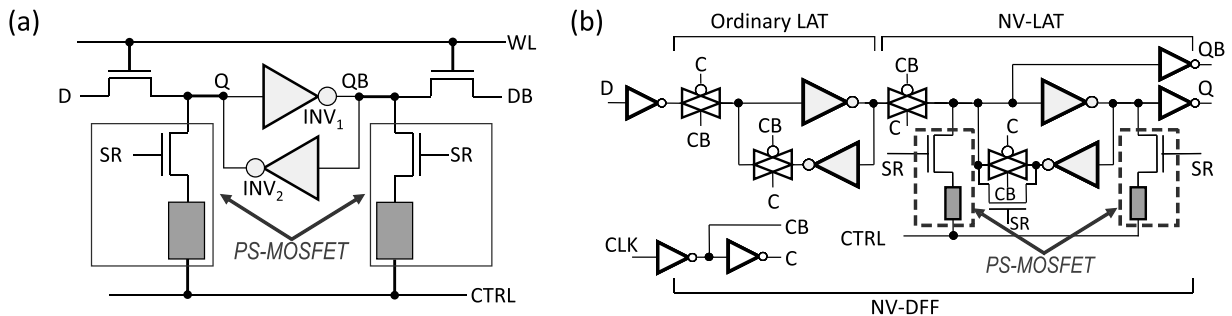 (a)
WL
D
Q
QB
DB
INV1
SR
SR
INV2
PS-MOSFET
CTRL
(b)
Ordinary LAT
NV-LAT
C
CB
QB
D
Q
CB
C
CB
C
SR
SR
C
CB
SR
CTRL
CLK
CB
C
PS-MOSFET
NV-DFF